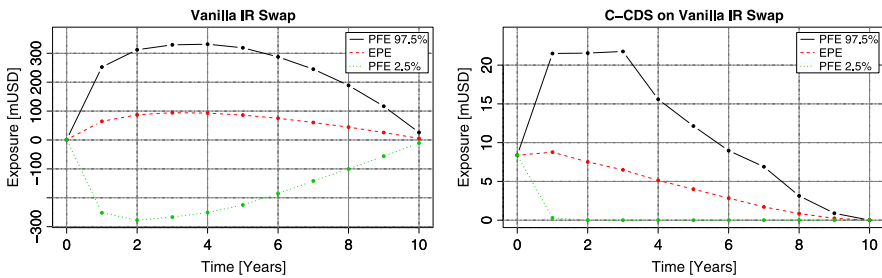 Vanilla IR Swap
Exposure [mUSD]
300
200
100
0
-100
-300
PFE 97.5%
EPE
PFE 2.5%
0 2 4 6 8 10
Time [Years]
C-CDS on Vanilla IR Swap
Exposure [mUSD]
20
15
10
5
0
PFE 97.5%
EPE
PFE 2.5%
0 2 4 6 8 10
Time [Years]